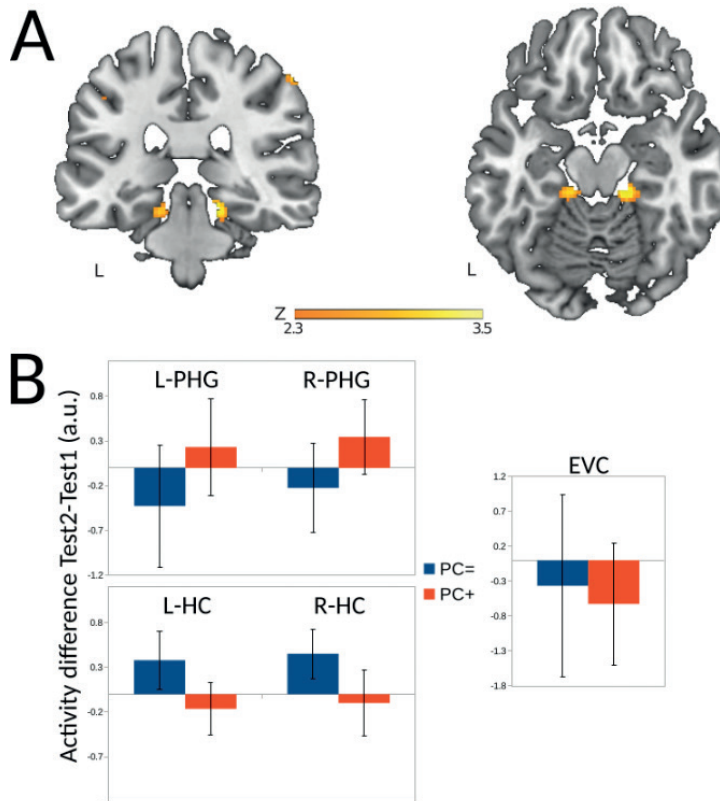 A
L
L
Z
2.3
3.5
B
Activity difference Test2-Test1 (a.u.)
L-PHG R-PHG
0.8
0.3
-0.2
-0.7
-1.2
L-HC R-HC
0.8
0.3
-0.2
-0.7
PC=
PC+
EVC
1.2
0.7
0.2
-0.3
-0.8
-1.3
-1.8